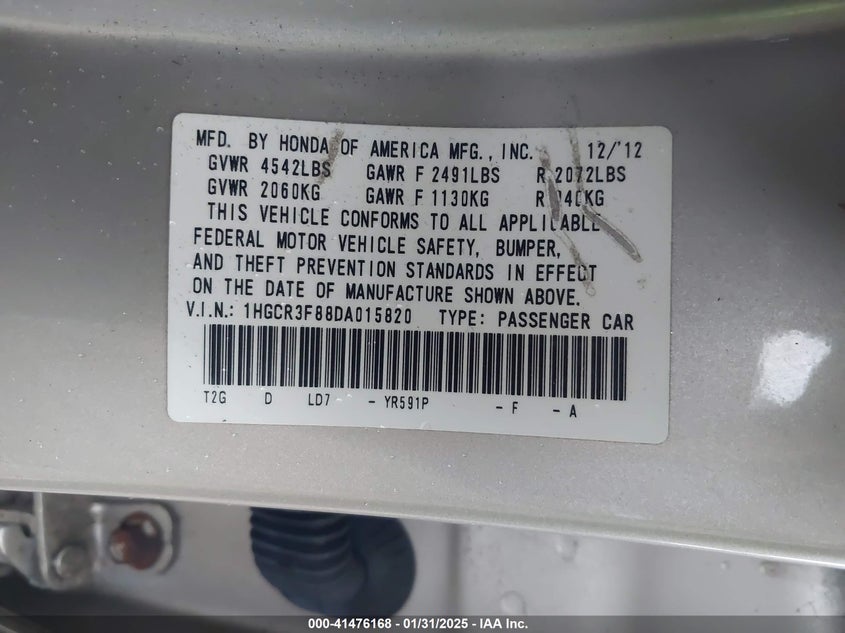 MFD. BY HONDA OF AMERICA MFG., INC. 12/'12
GVWR 4542LBS GAWR F 2491LBS R 2072LBS
GVWR 2060KG GAWR F 1130KG R 940KG
THIS VEHICLE CONFORMS TO ALL APPLICABLE
FEDERAL MOTOR VEHICLE SAFETY, BUMPER,
AND THEFT PREVENTION STANDARDS IN EFFECT
ON THE DATE OF MANUFACTURE SHOWN ABOVE.
V.I.N.: 1HGCR3F88DA015820 TYPE: PASSENGER CAR
T2G D LD7 - YR591P - F - A
000-41476168 - 01/31/2025 - IAA Inc.